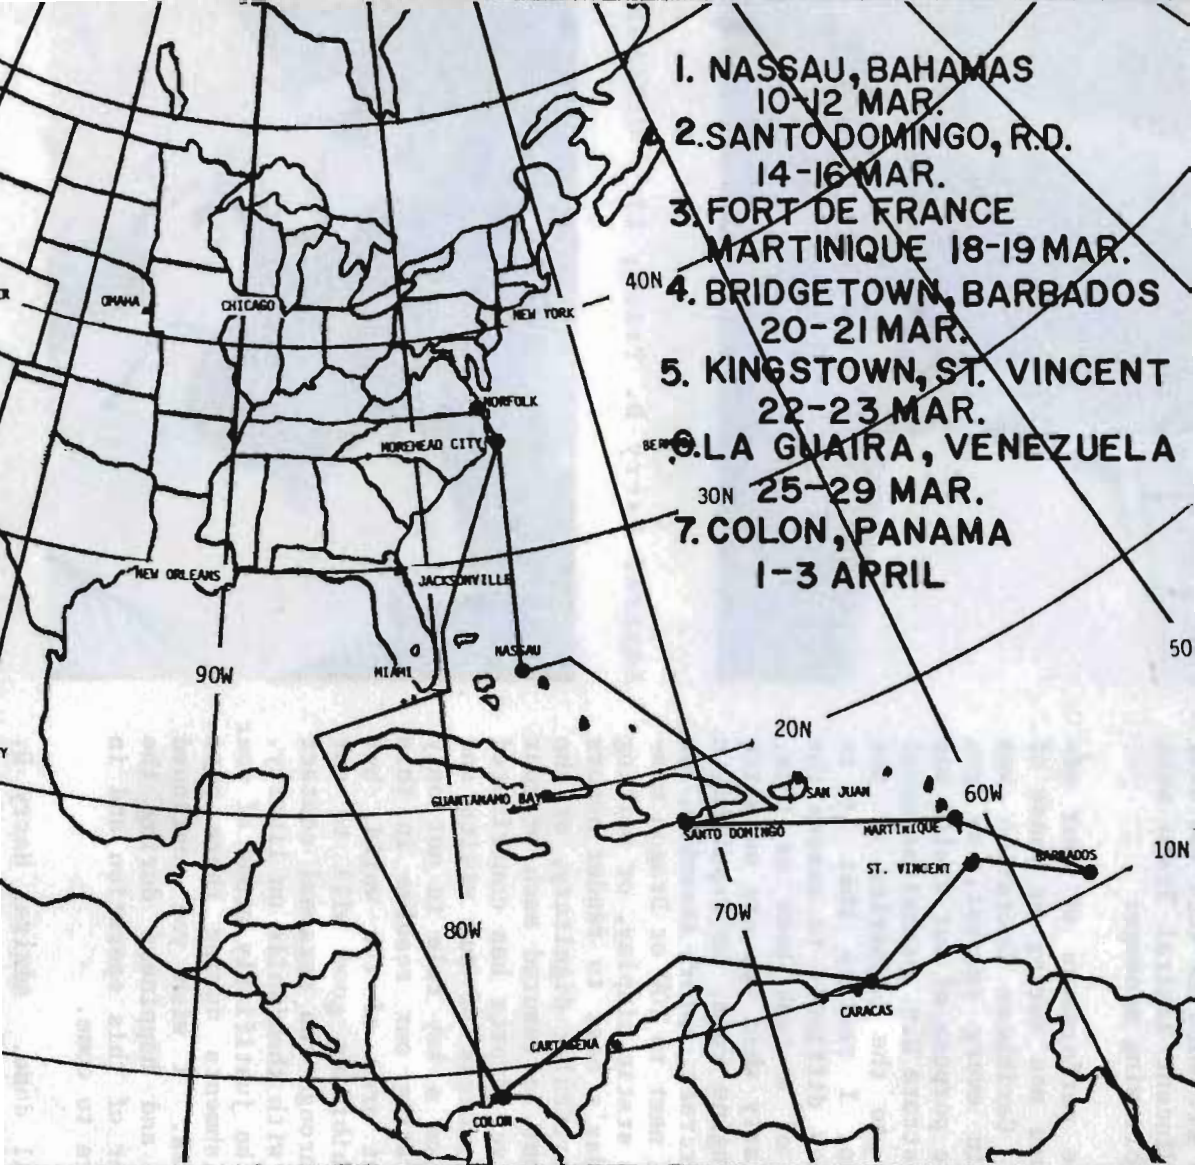 1. NASSAU, BAHAMAS
10-12 MAR.
2. SANTO DOMINGO, R.D.
14-16 MAR.
3. FORT DE FRANCE
MARTINIQUE 18-19 MAR.
4. BRIDGETOWN, BARBADOS
20-21 MAR.
5. KINGSTOWN, ST. VINCENT
22-23 MAR.
6. LA GUAIRA, VENEZUELA
25-29 MAR.
7. COLON, PANAMA
1-3 APRIL
40N
OMAHA
CHICAGO
NEW YORK
NORFOLK
MOREHEAD CITY
30N
NEW ORLEANS
JACKSONVILLE
50
NASSAU
MIAMI
90W
20N
GUANTANAMO BAY
SAN JUAN
60W
SANTO DOMINGO
MARTINIQUE
BARBADOS
10N
ST. VINCENT
70W
80W
CARACAS
CARTAGENA
COLON